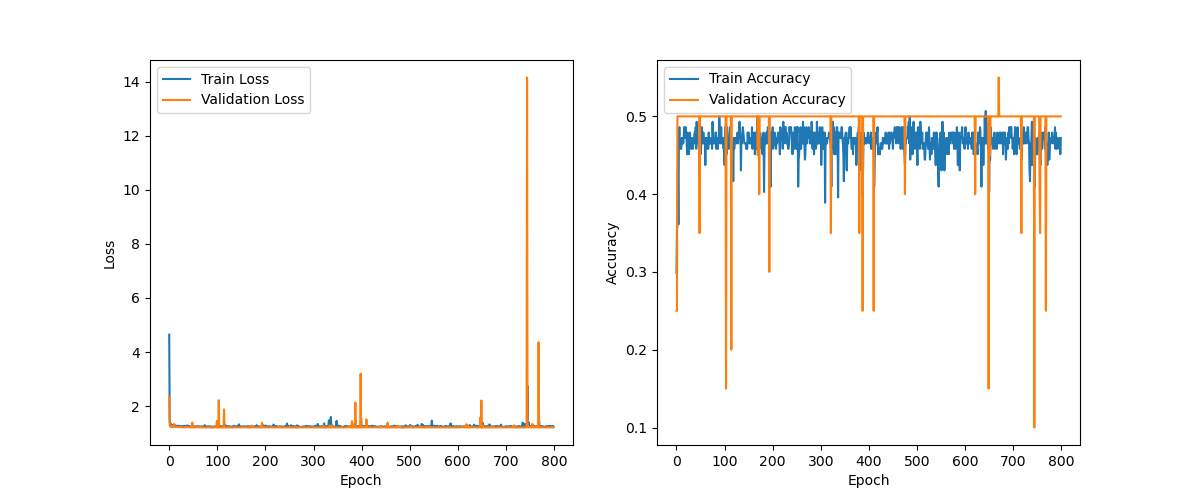 Train Loss
Validation Loss
14
12
10
8
6
4
2
Loss
0 100 200 300 400 500 600 700 800
Epoch
Train Accuracy
Validation Accuracy
0.5
0.4
0.3
0.2
0.1
Accuracy
0 100 200 300 400 500 600 700 800
Epoch